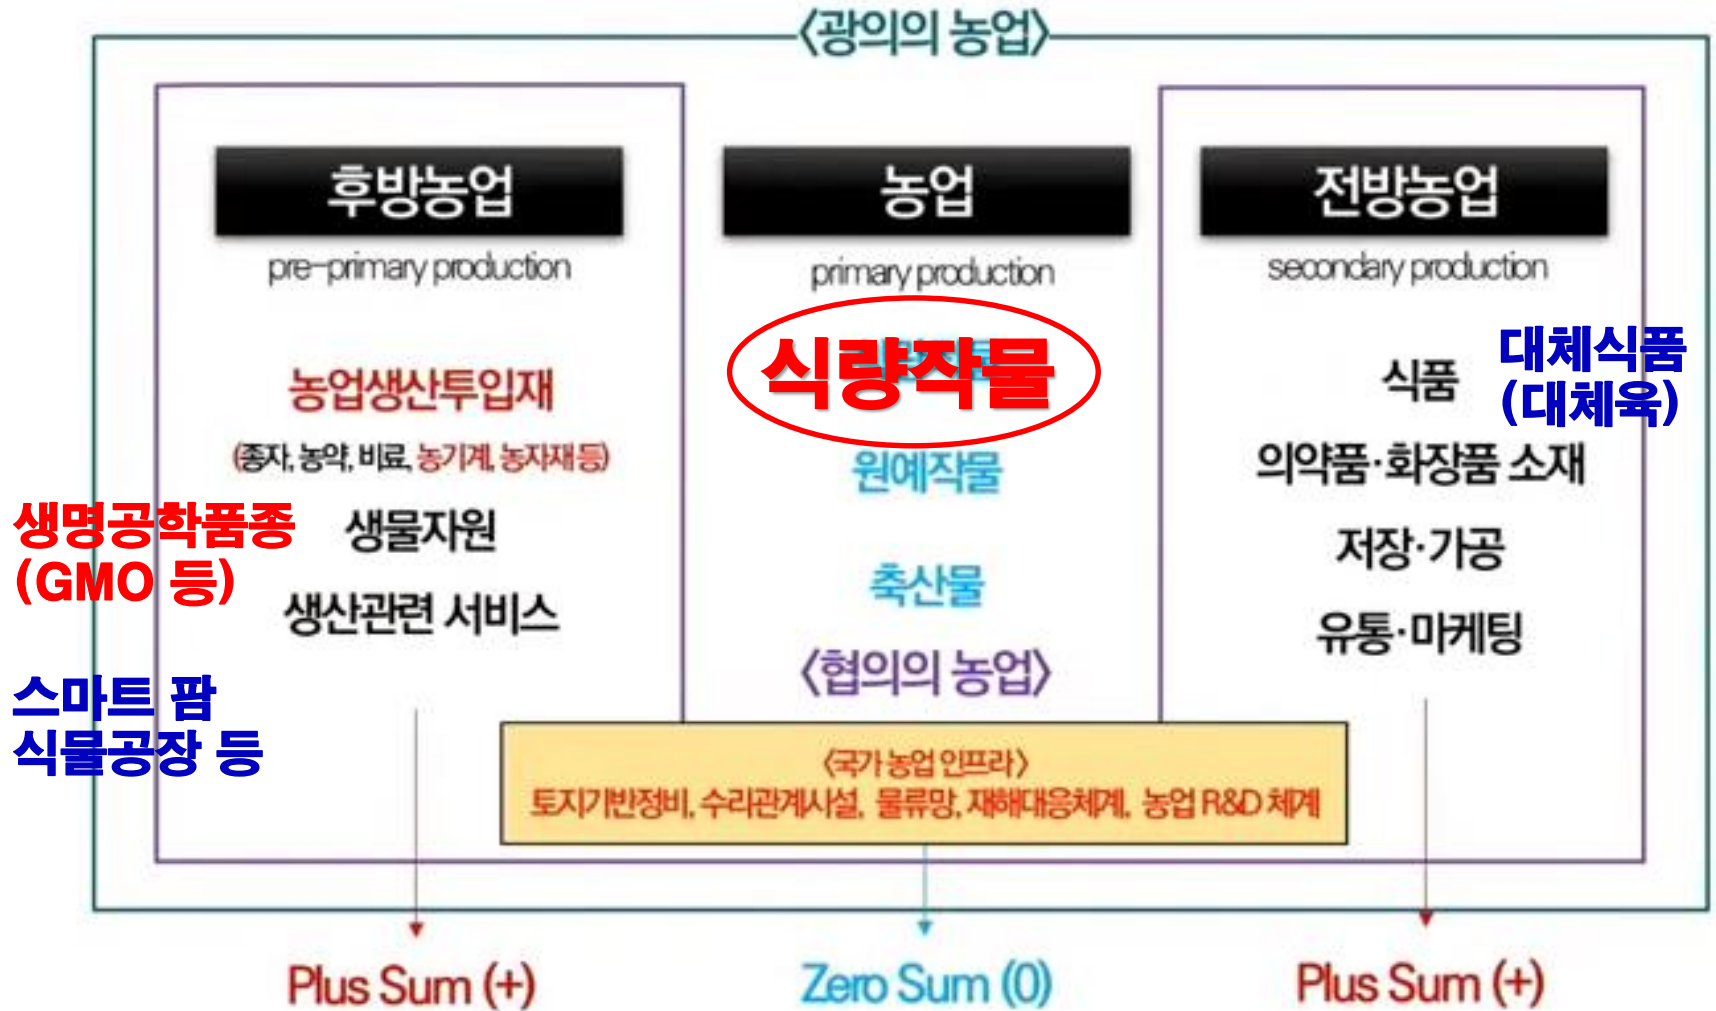 <광의의 농업>
후방농업
pre-primary production
농업생산투입재
(종자, 농약, 비료, 농기계, 농자재 등)
생물자원
생산관련 서비스
생명공학품종
(GMO 등)
스마트 팜
식물공장 등
농업
primary production
식량작물
원예작물
축산물
<협의의 농업>
전방농업
secondary production
식품
대체식품
(대체육)
의약품·화장품 소재
저장·가공
유통·마케팅
<국가 농업 인프라>
토지기반정비, 수리관계시설, 물류망, 재해대응체계, 농업 R&D 체계
Plus Sum (+)
Zero Sum (0)
Plus Sum (+)